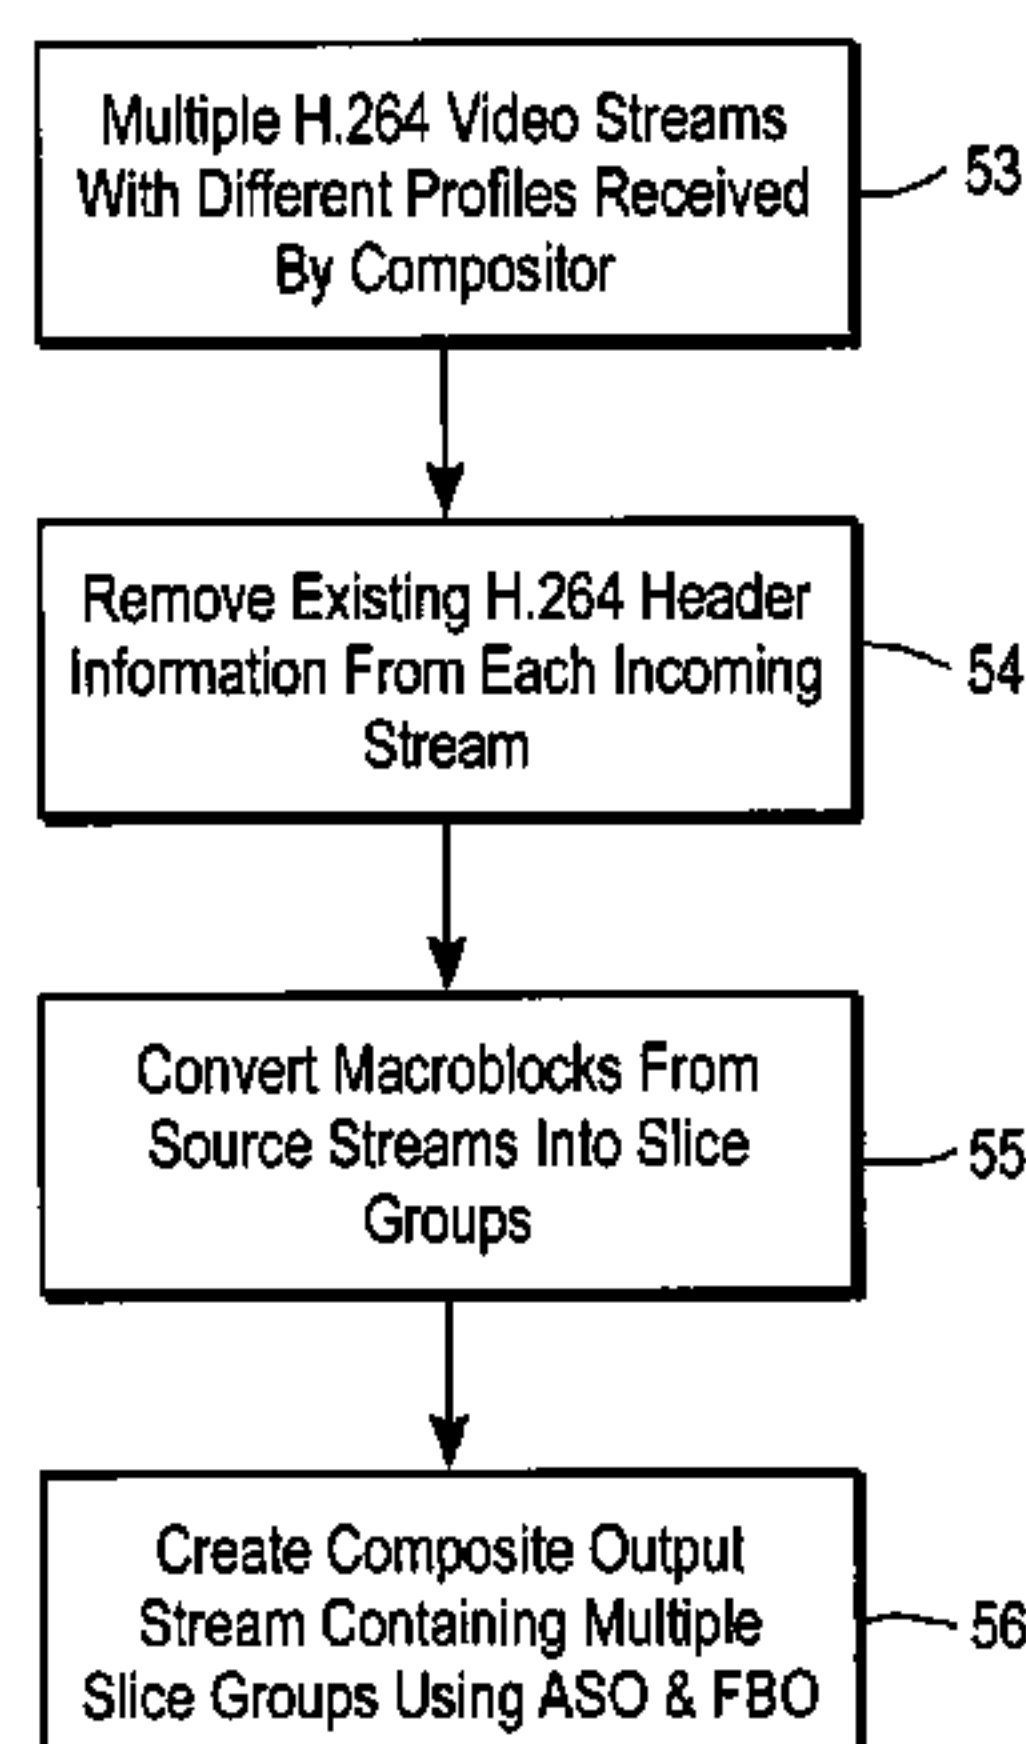 Multiple H.264 Video Streams
With Different Profiles Received
By Compositor
53
Remove Existing H.264 Header
Information From Each Incoming
Stream
54
Convert Macroblocks From
Source Streams Into Slice
Groups
55
Create Composite Output
Stream Containing Multiple
Slice Groups Using ASO & FBO
56